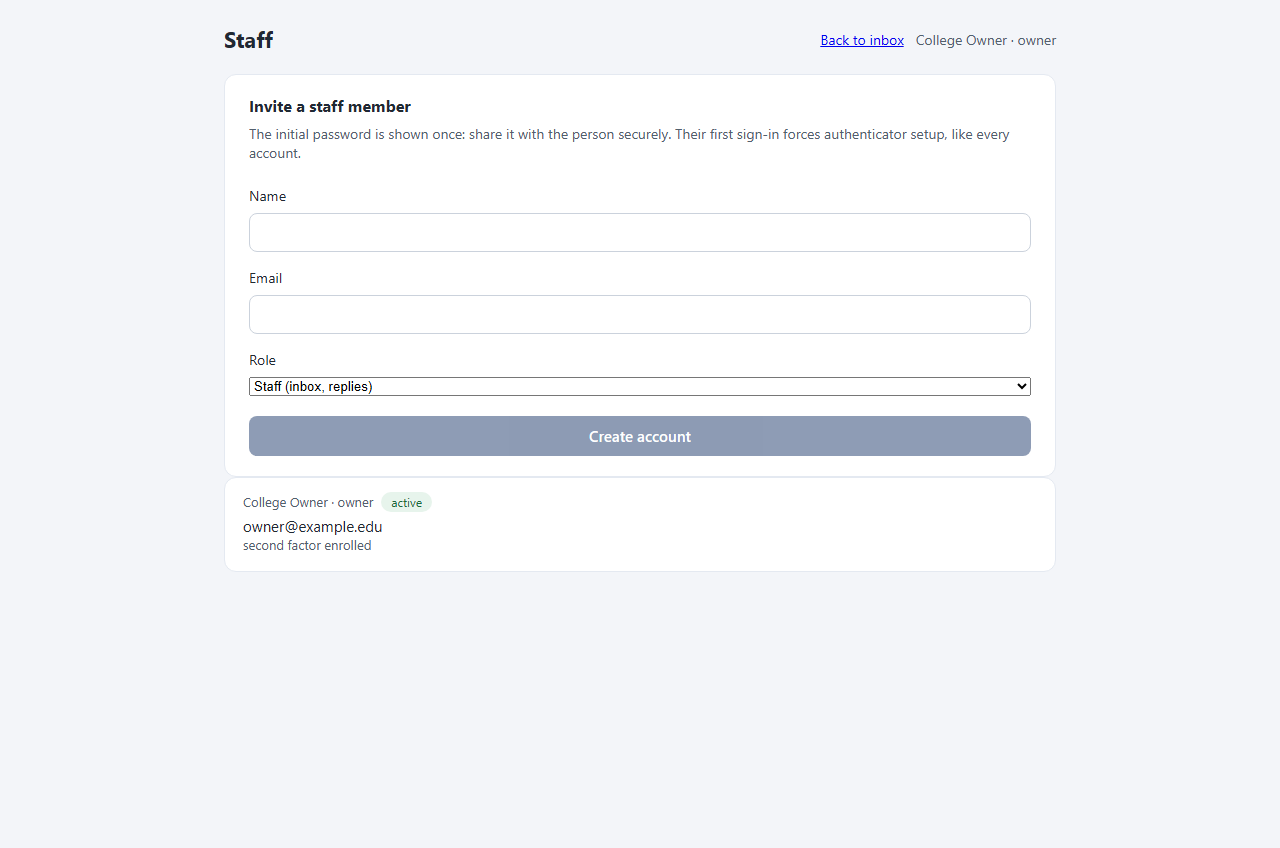 Staff
Back to inbox College Owner · owner
Invite a staff member
The initial password is shown once: share it with the person securely. Their first sign-in forces authenticator setup, like every
account.
Name
Email
Role
Staff (inbox, replies)
Create account
College Owner · owner active
owner@example.edu
second factor enrolled